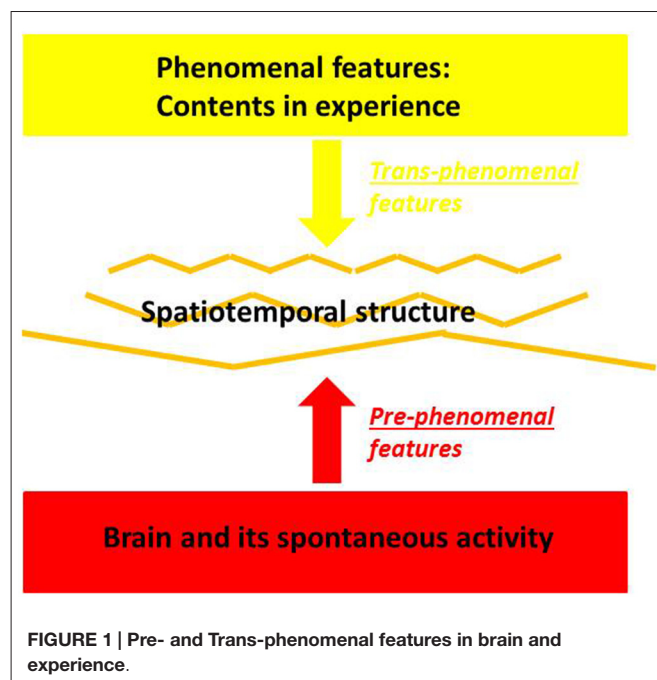 Phenomenal features:
Contents in experience
Trans-phenomenal
features
Spatiotemporal structure
Pre-phenomenal
features
Brain and its spontaneous activity
FIGURE 1 | Pre- and Trans-phenomenal features in brain and
experience.